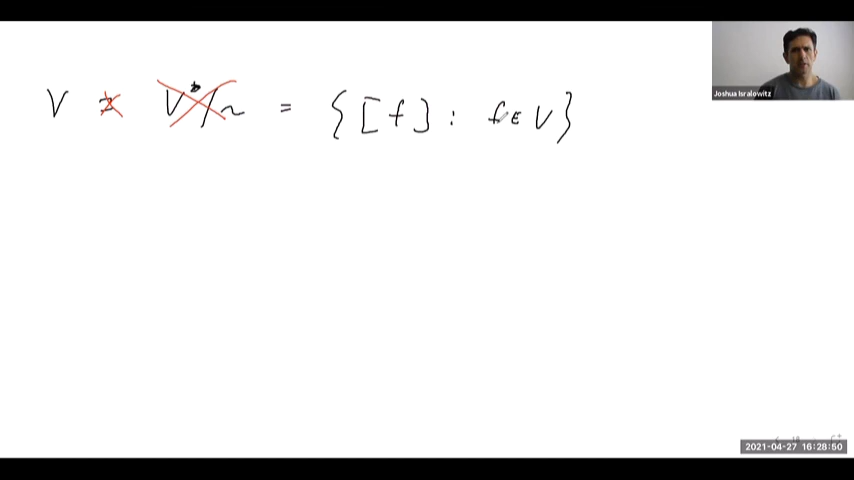 V = { [ f ] : f ∈ V }
Joshua Isralowitz
2021-04-27 16:28:50